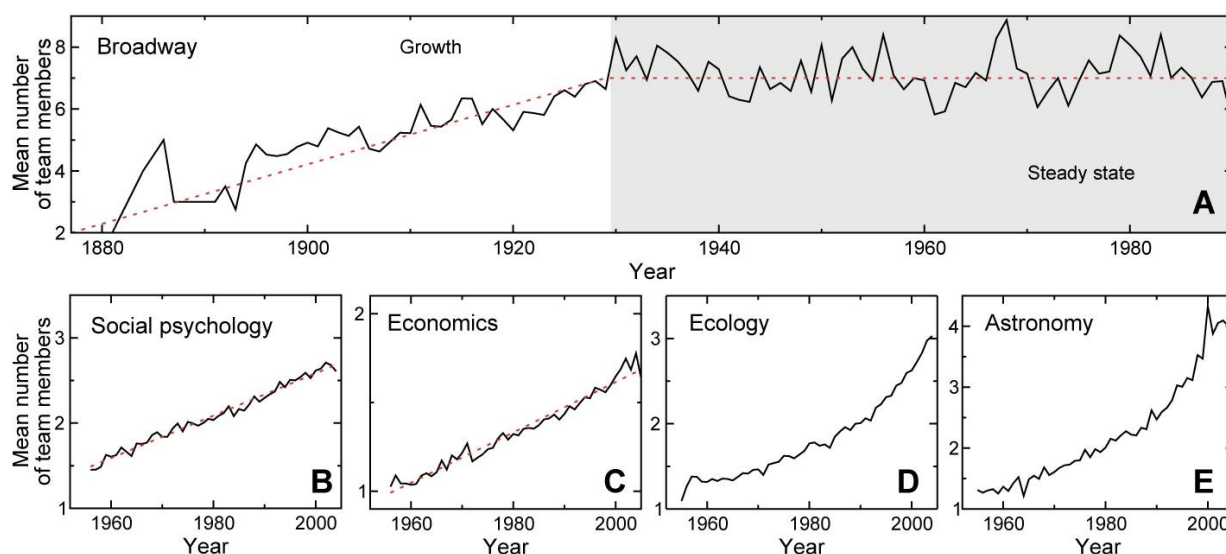 Mean number
of team members
8
6
4
2
Broadway
Growth
Steady state
A
1880
1900
1920
1940
1960
1980
Year
Mean number
of team members
3
2
1
Social psychology
B
1960
1980
2000
Year
2
1
Economics
C
1960
1980
2000
Year
3
2
1
Ecology
D
1960
1980
2000
Year
4
3
2
1
Astronomy
E
1960
1980
2000
Year